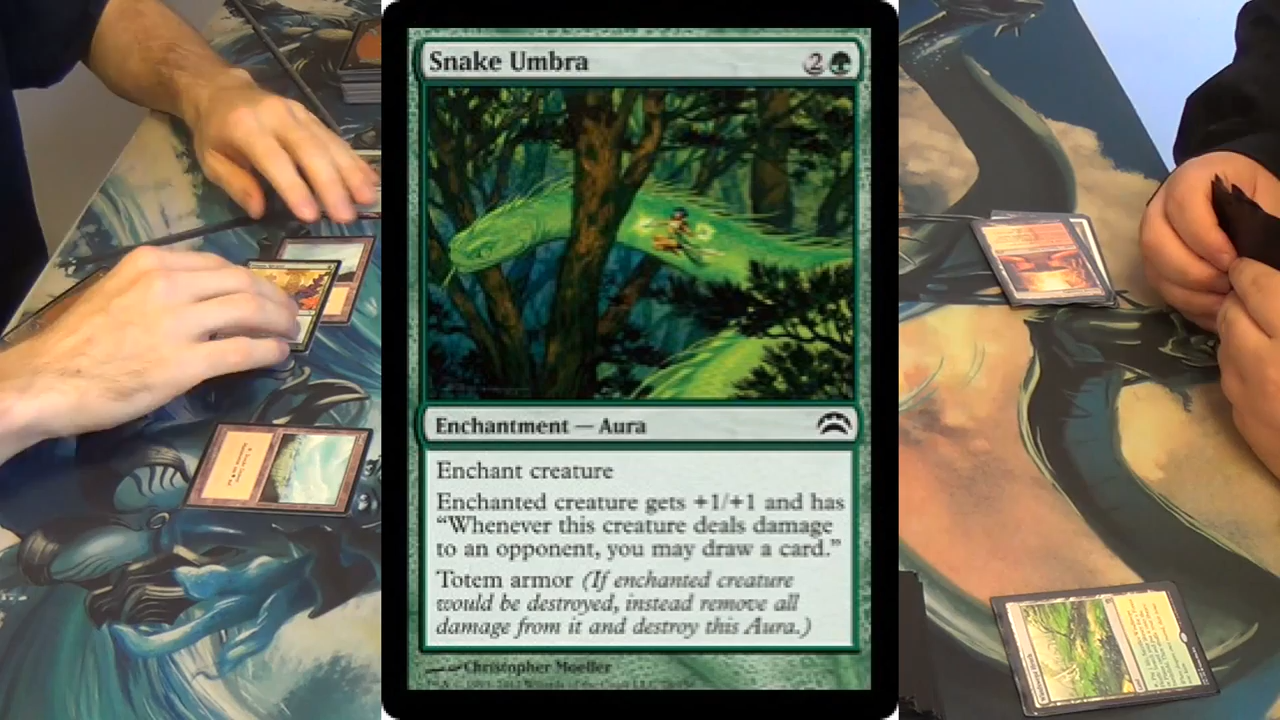 Snake Umbra
2
Enchantment — Aura
Enchant creature
Enchanted creature gets +1/+1 and has
“Whenever this creature deals damage
to an opponent, you may draw a card.”
Totem armor (If enchanted creature
would be destroyed, instead remove all
damage from it and destroy this Aura.)
Christopher Moeller